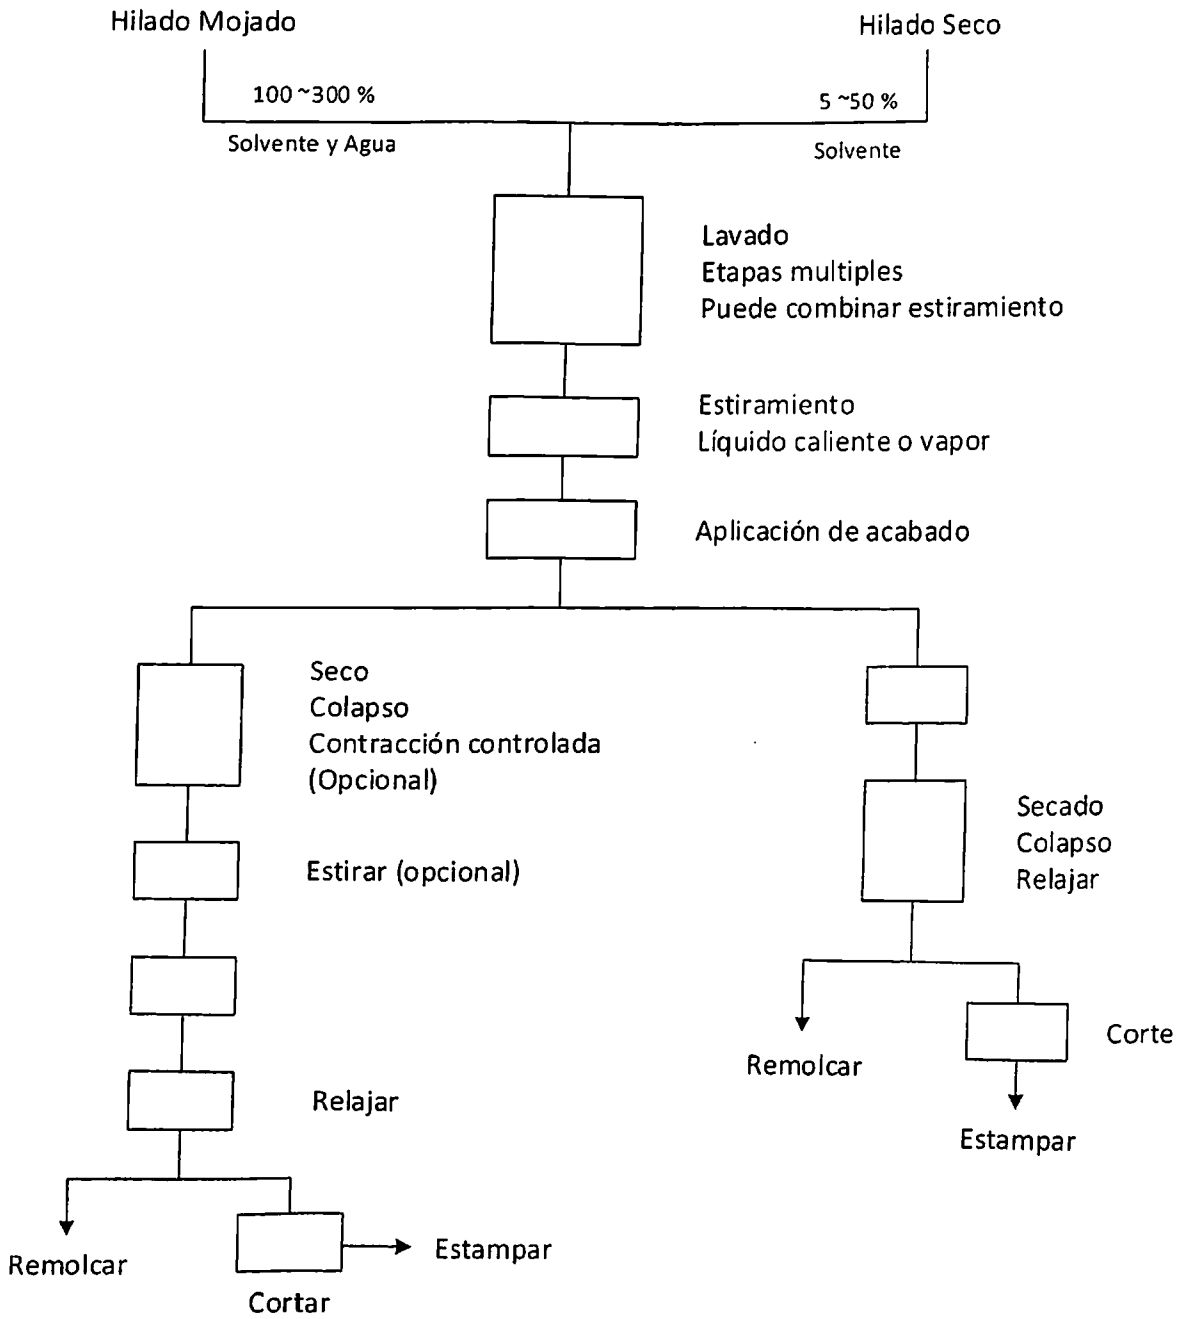 Hilado Mojado
Hilado Seco
100 ~300 %
5 ~50 %
Solvente y Agua
Solvente
Lavado
Etapas multiples
Puede combinar estiramiento
Estiramiento
Líquido caliente o vapor
Aplicación de acabado
Seco
Colapso
Contracción controlada
(Opcional)
Estirar (opcional)
Relajar
Remolcar
Estampar
Cortar
Secado
Colapso
Relajar
Remolcar
Corte
Estampar